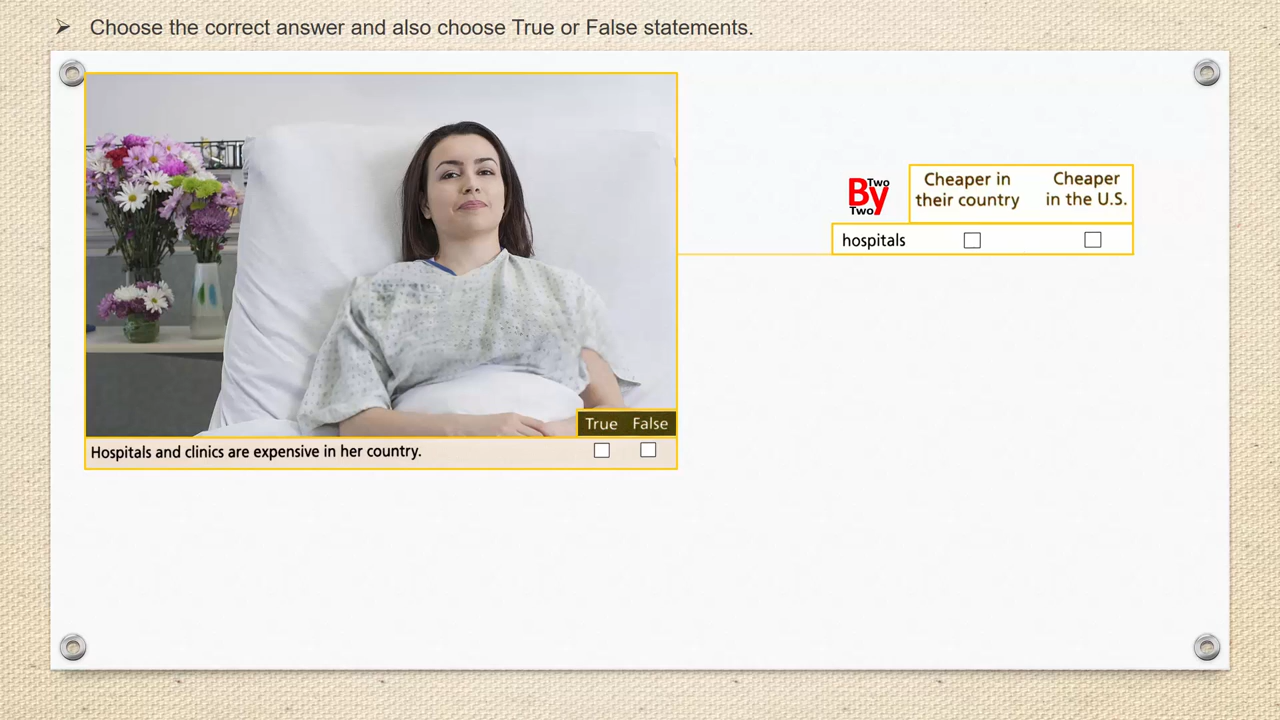 ➢ Choose the correct answer and also choose True or False statements.
Two
By
Two
Cheaper in their country
Cheaper in the U.S.
hospitals
True False
Hospitals and clinics are expensive in her country.